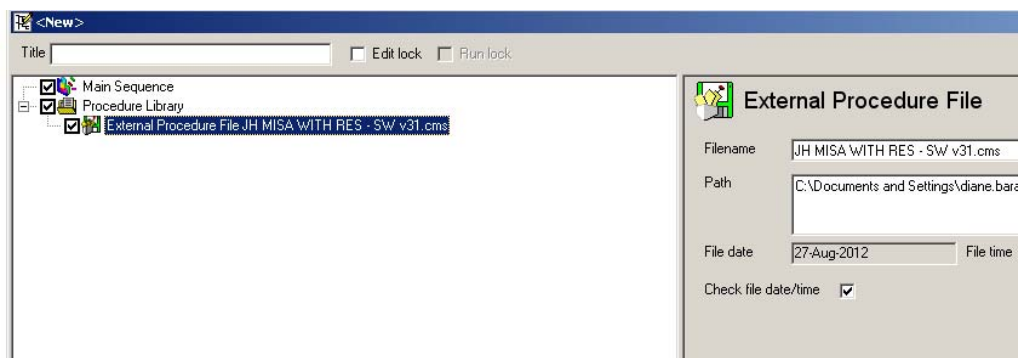 <New>
Title
Edit lock
Run lock
Main Sequence
Procedure Library
External Procedure File JH MISA WITH RES - SW v31.cms
External Procedure File
Filename JH MISA WITH RES - SW v31.cms
Path C:\Documents and Settings\diane.bara
File date 27-Aug-2012 File time
Check file date/time